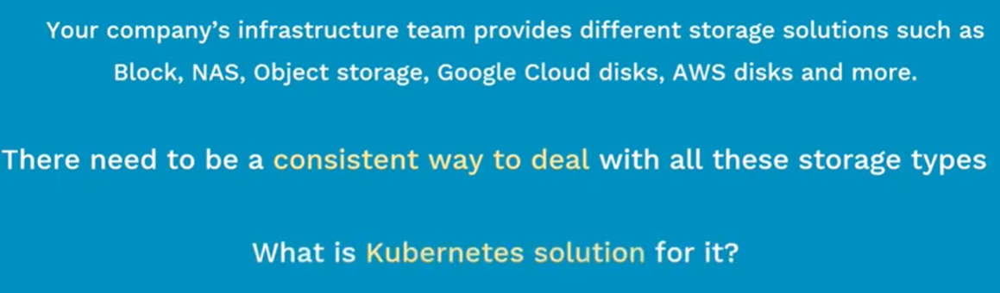 Your company’s infrastructure team provides different storage solutions such as
Block, NAS, Object storage, Google Cloud disks, AWS disks and more.
There need to be a consistent way to deal with all these storage types
What is Kubernetes solution for it?